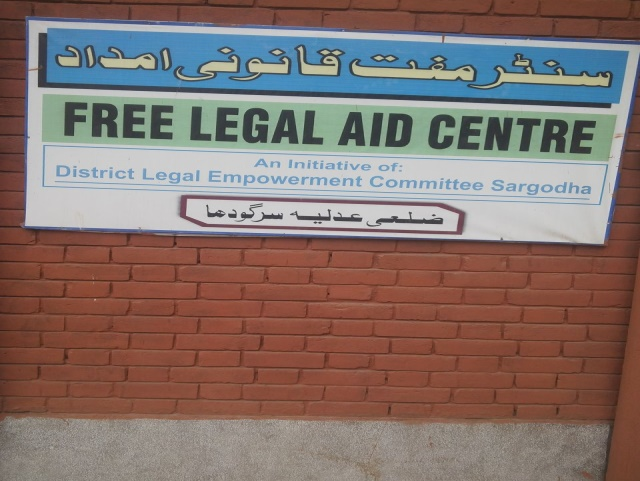 سنٹر مفت قانونی امداد
FREE LEGAL AID CENTRE
An Initiative of:
District Legal Empowerment Committee Sargodha
ضلعی عدلیہ سرگودھا